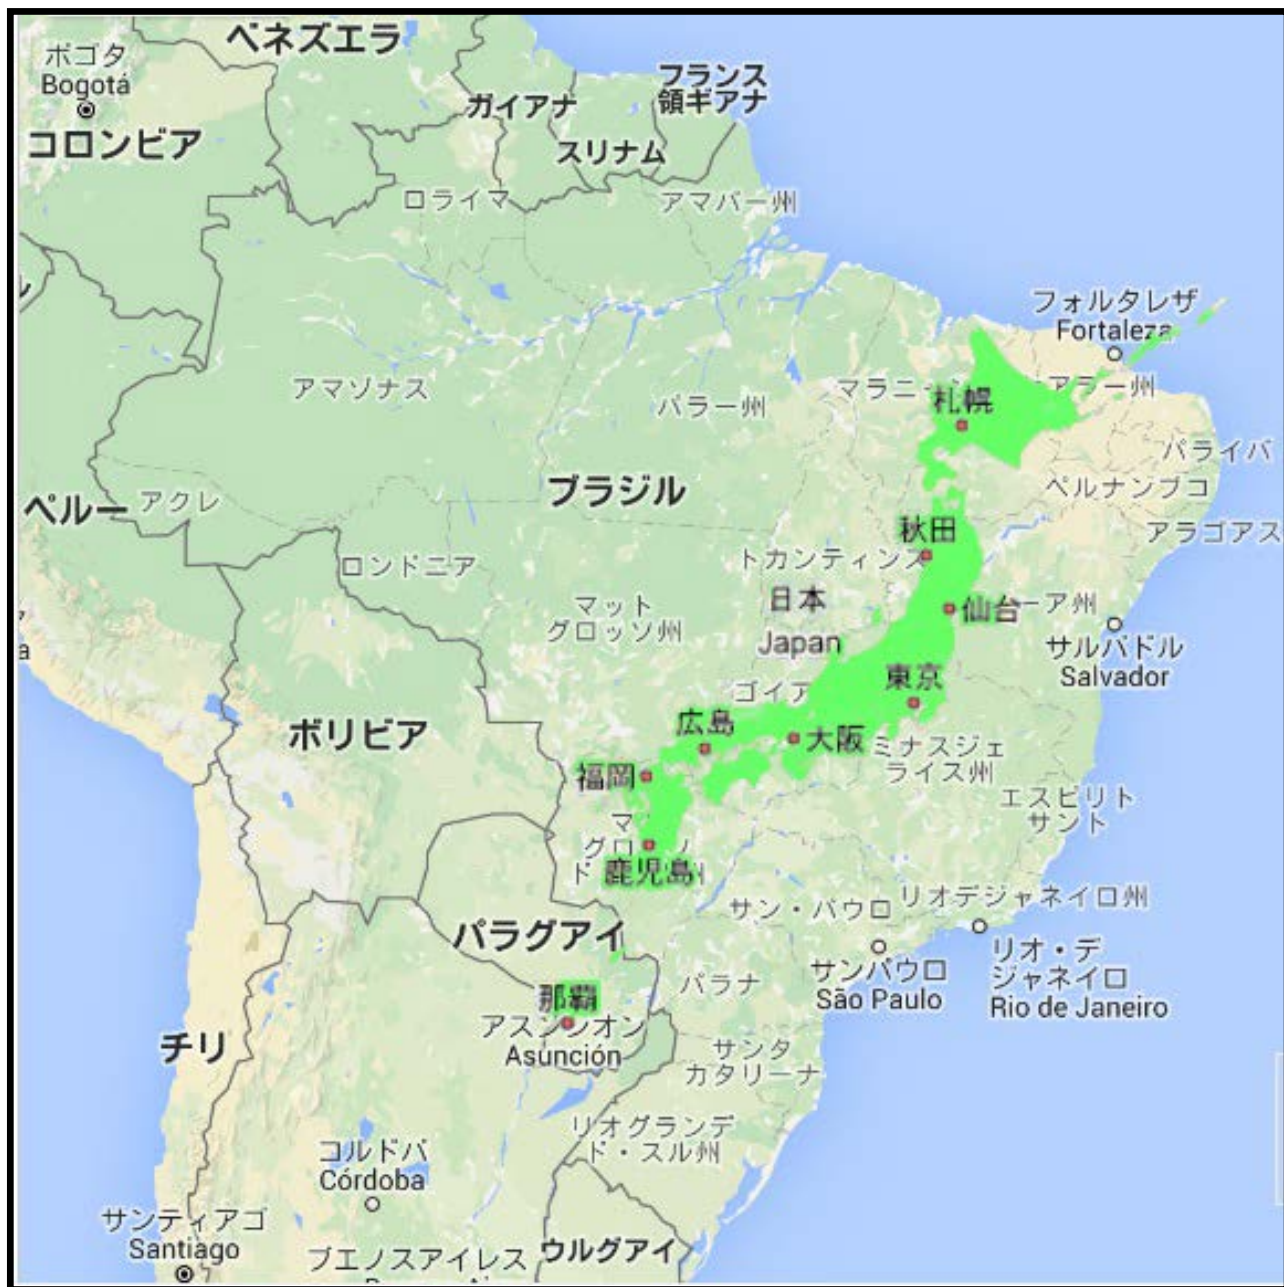 ベネズエラ
ボゴタ
Bogotá
コロンビア
ガイアナ
フランス
領ギアナ
スリナム
ロライマ
アマパー州
フォルタレザ
Fortaleza
アマゾナス
パラー州
マラニ
アラー州
札幌
パライバ
ペルー
アクレ
ブラジル
ペルナンブコ
アラゴアス
秋田
ロンドニア
トカンティンス
マット
グロッソ州
日本
Japan
仙台
ーア州
サルバドル
Salvador
ゴイア
東京
ボリビア
広島
大阪
ミナスジェ
ライス州
福岡
エスピリト
サント
マ
グロ
ド
鹿児島
サン・パウロ
リオデジャネイロ州
パラグアイ
サンパウロ
São Paulo
リオ・デ
ジャネイロ
Rio de Janeiro
パラナ
那覇
アスンシオン
Asunción
チリ
サンタ
カタリーナ
リオグランデ
ド・スル州
コルドバ
Córdoba
サンティアゴ
Santiago
ブエノスアイレス
ウルグアイ